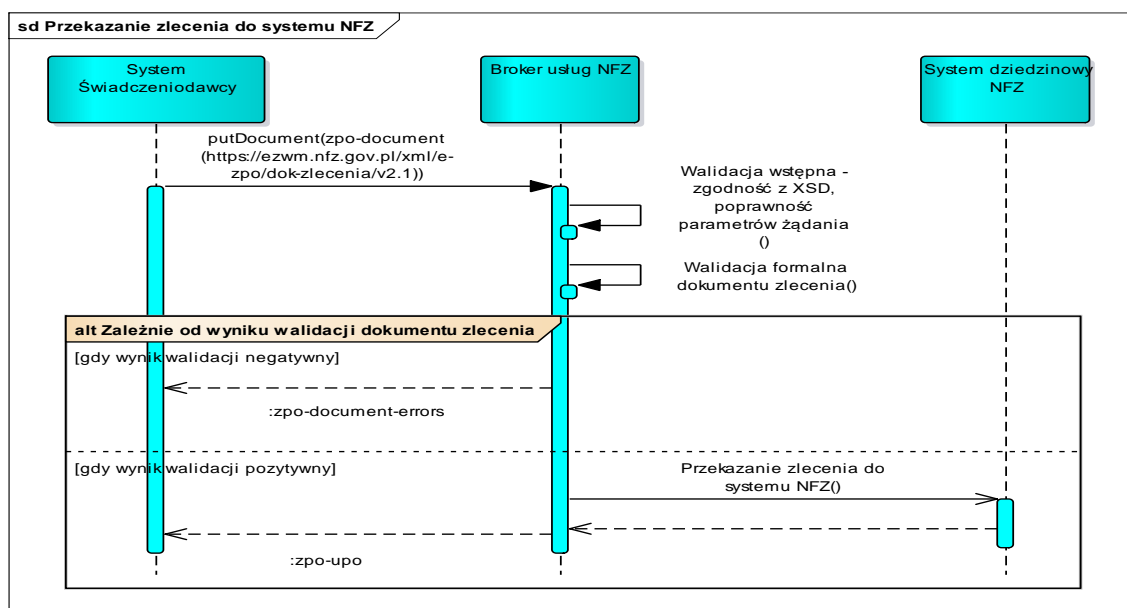 sd Przekazanie zlecenia do systemu NFZ
System
Świadczeniodawcy
Broker usług NFZ
System dziedzinowy
NFZ
putDocument(zpo-document
(https://ezwm.nfz.gov.pl/xml/e-
zpo/dok-zlecenia/v2.1))
Walidacja wstępna -
zgodność z XSD,
poprawność
parametrów żądania
()
Walidacja formalna
dokumentu zlecenia()
alt Zależnie od wyniku walidacji dokumentu zlecenia
[gdy wynik walidacji negatywny]
:zpo-document-errors
[gdy wynik walidacji pozytywny]
Przekazanie zlecenia do
systemu NFZ()
:zpo-upo